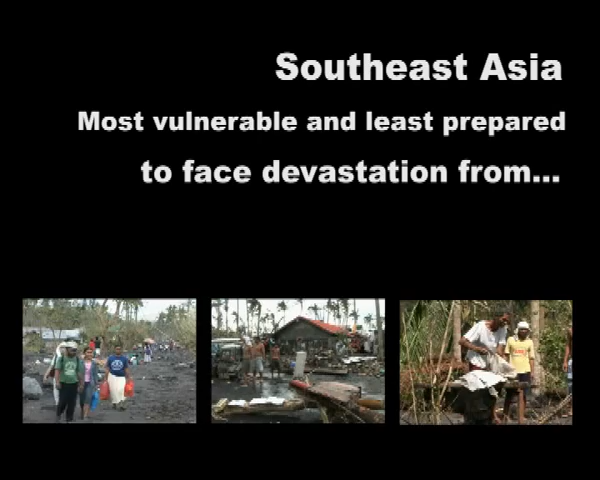 Southeast Asia
Most vulnerable and least prepared
to face devastation from...